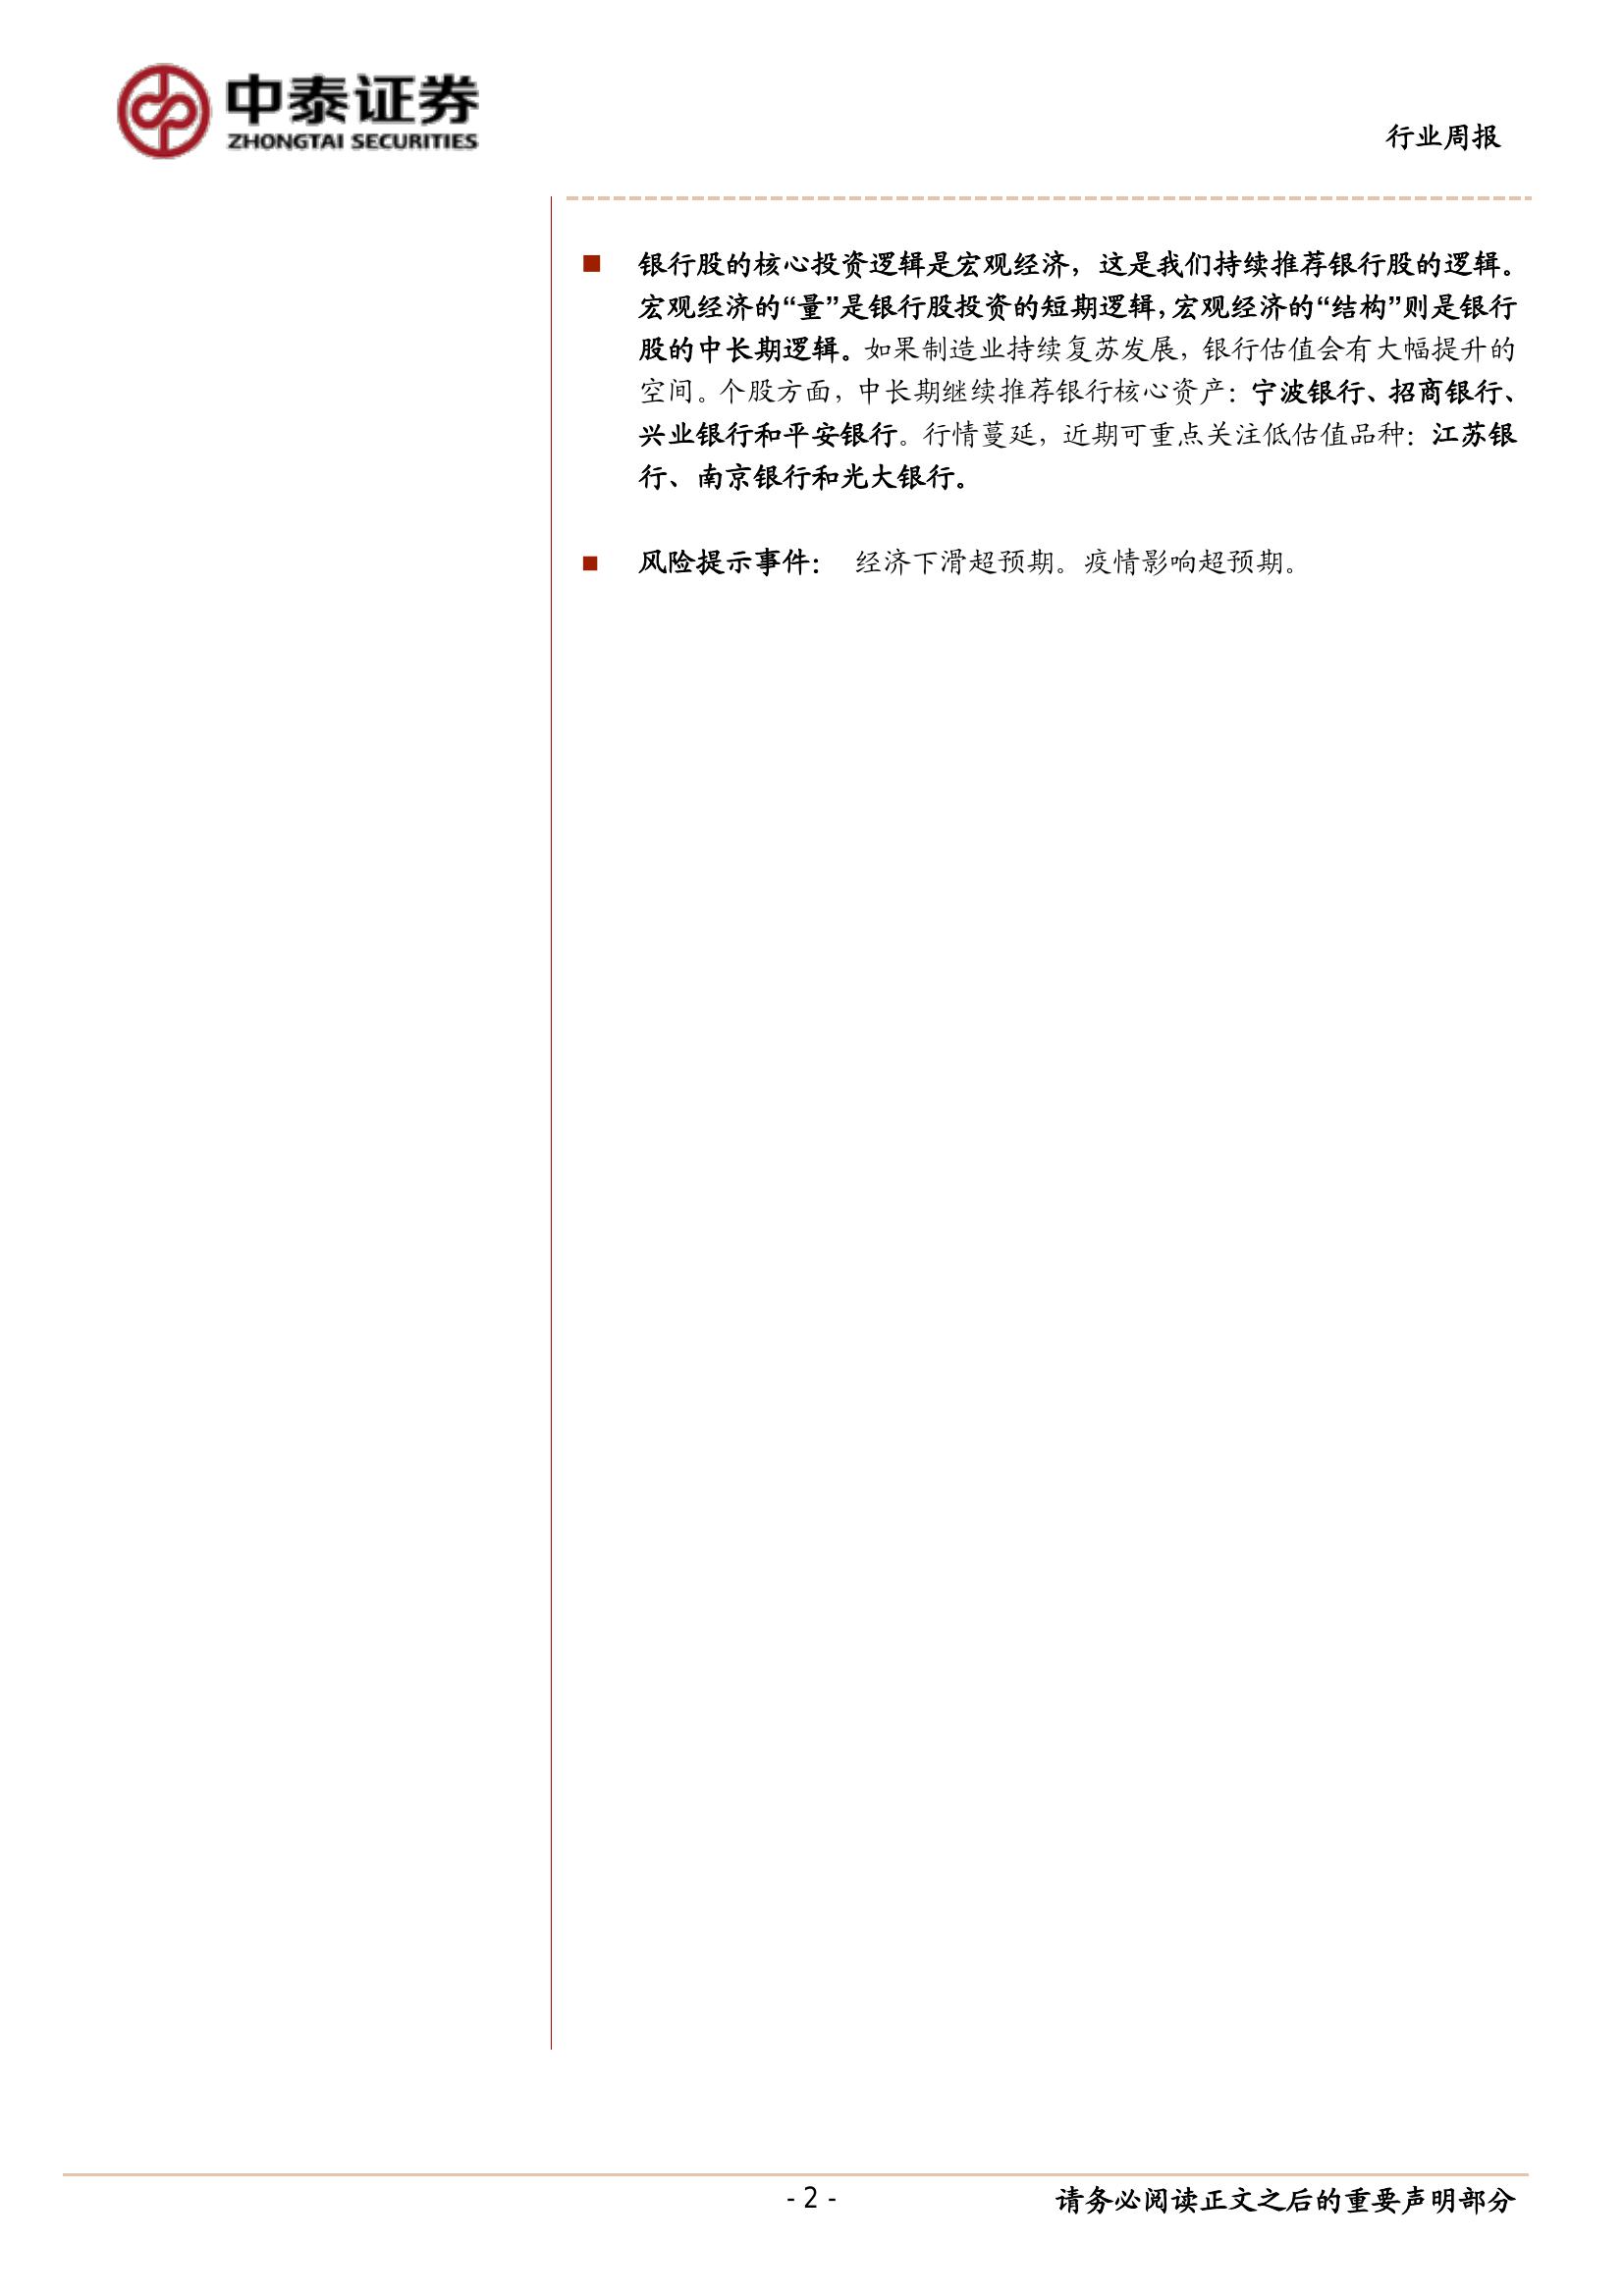 中泰证券
ZHONGTAI SECURITIES
行业周报
银行股的核心投资逻辑是宏观经济，这是我们持续推荐银行股的逻辑。
宏观经济的“量”是银行股投资的短期逻辑，宏观经济的“结构”则是银行
股的中长期逻辑。如果制造业持续复苏发展，银行估值会有大幅提升的
空间。个股方面，中长期继续推荐银行核心资产：宁波银行、招商银行、
兴业银行和平安银行。行情蔓延，近期可重点关注低估值品种：江苏银
行、南京银行和光大银行。
风险提示事件： 经济下滑超预期。疫情影响超预期。
- 2 -
请务必阅读正文之后的重要声明部分